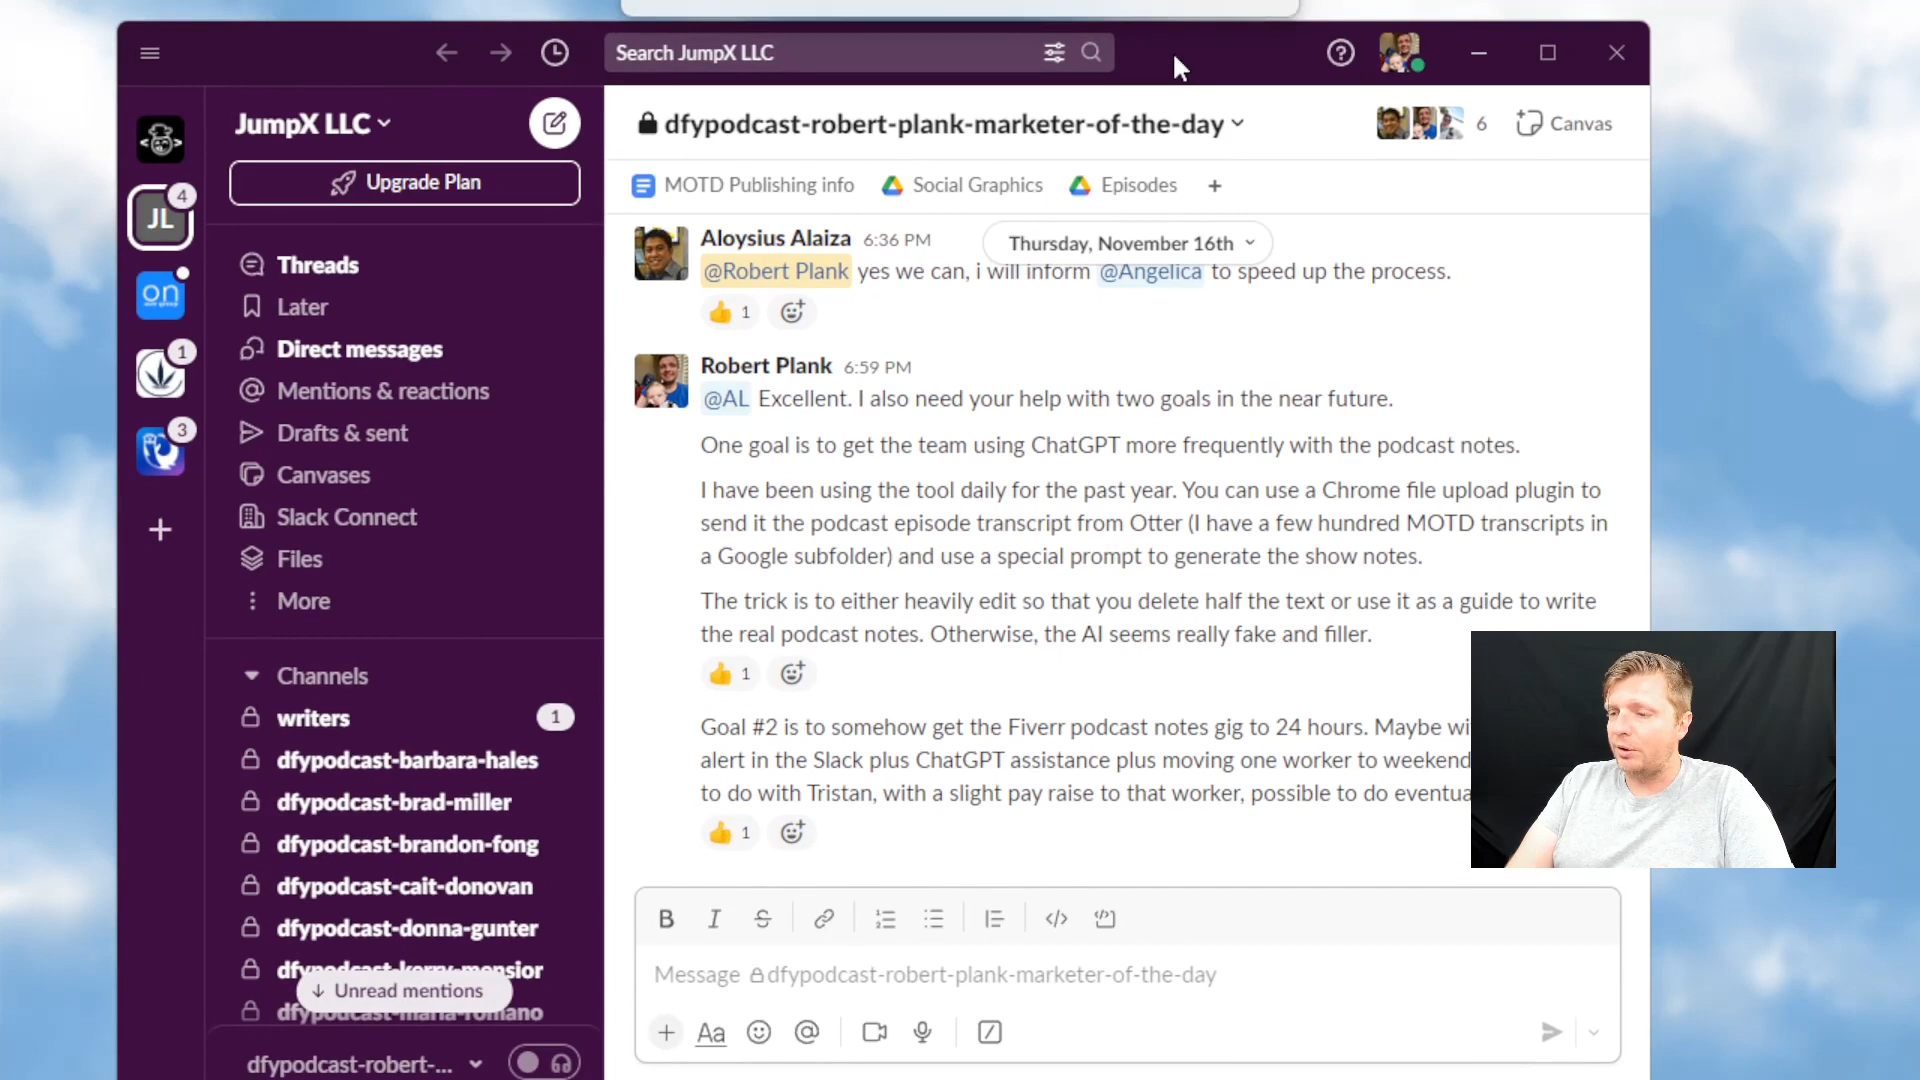 Search JumpX LLC
JumpX LLC
dfypodcast-robert-plank-marketer-of-the-day
6
Canvas
Upgrade Plan
MOTD Publishing info
Social Graphics
Episodes
JL
4
on
1
3
Threads
Later
Direct messages
Mentions & reactions
Drafts & sent
Canvases
Slack Connect
Files
More
Channels
writers
1
dfypodcast-barbara-hales
dfypodcast-brad-miller
dfypodcast-brandon-fong
dfypodcast-cait-donovan
dfypodcast-donna-gunter
dfypodcast-kerry-mensior
Unread mentions
dfypodcast-maria-romano
dfypodcast-robert-...
Aloysius Alaiza 6:36 PM
Thursday, November 16th
@Robert Plank yes we can, i will inform @Angelica to speed up the process.
1
Robert Plank 6:59 PM
@AL Excellent. I also need your help with two goals in the near future.
One goal is to get the team using ChatGPT more frequently with the podcast notes.
I have been using the tool daily for the past year. You can use a Chrome file upload plugin to
send it the podcast episode transcript from Otter (I have a few hundred MOTD transcripts in
a Google subfolder) and use a special prompt to generate the show notes.
The trick is to either heavily edit so that you delete half the text or use it as a guide to write
the real podcast notes. Otherwise, the AI seems really fake and filler.
1
Goal #2 is to somehow get the Fiverr podcast notes gig to 24 hours. Maybe wi
alert in the Slack plus ChatGPT assistance plus moving one worker to weekend
to do with Tristan, with a slight pay raise to that worker, possible to do eventua
1
B I S
Message dfypodcast-robert-plank-marketer-of-the-day
Aa